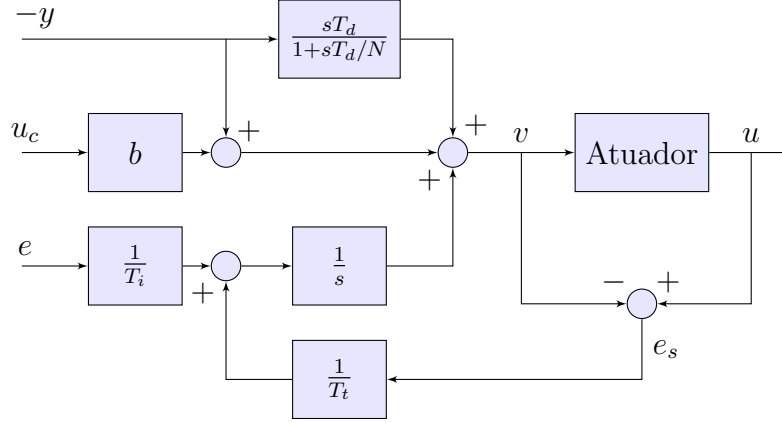 −y
sT_d / 1+sT_d/N
+
u_c
b
+
+
v
Atuador
u
+
e
1/T_i
+
1/s
−
+
e_s
1/T_t